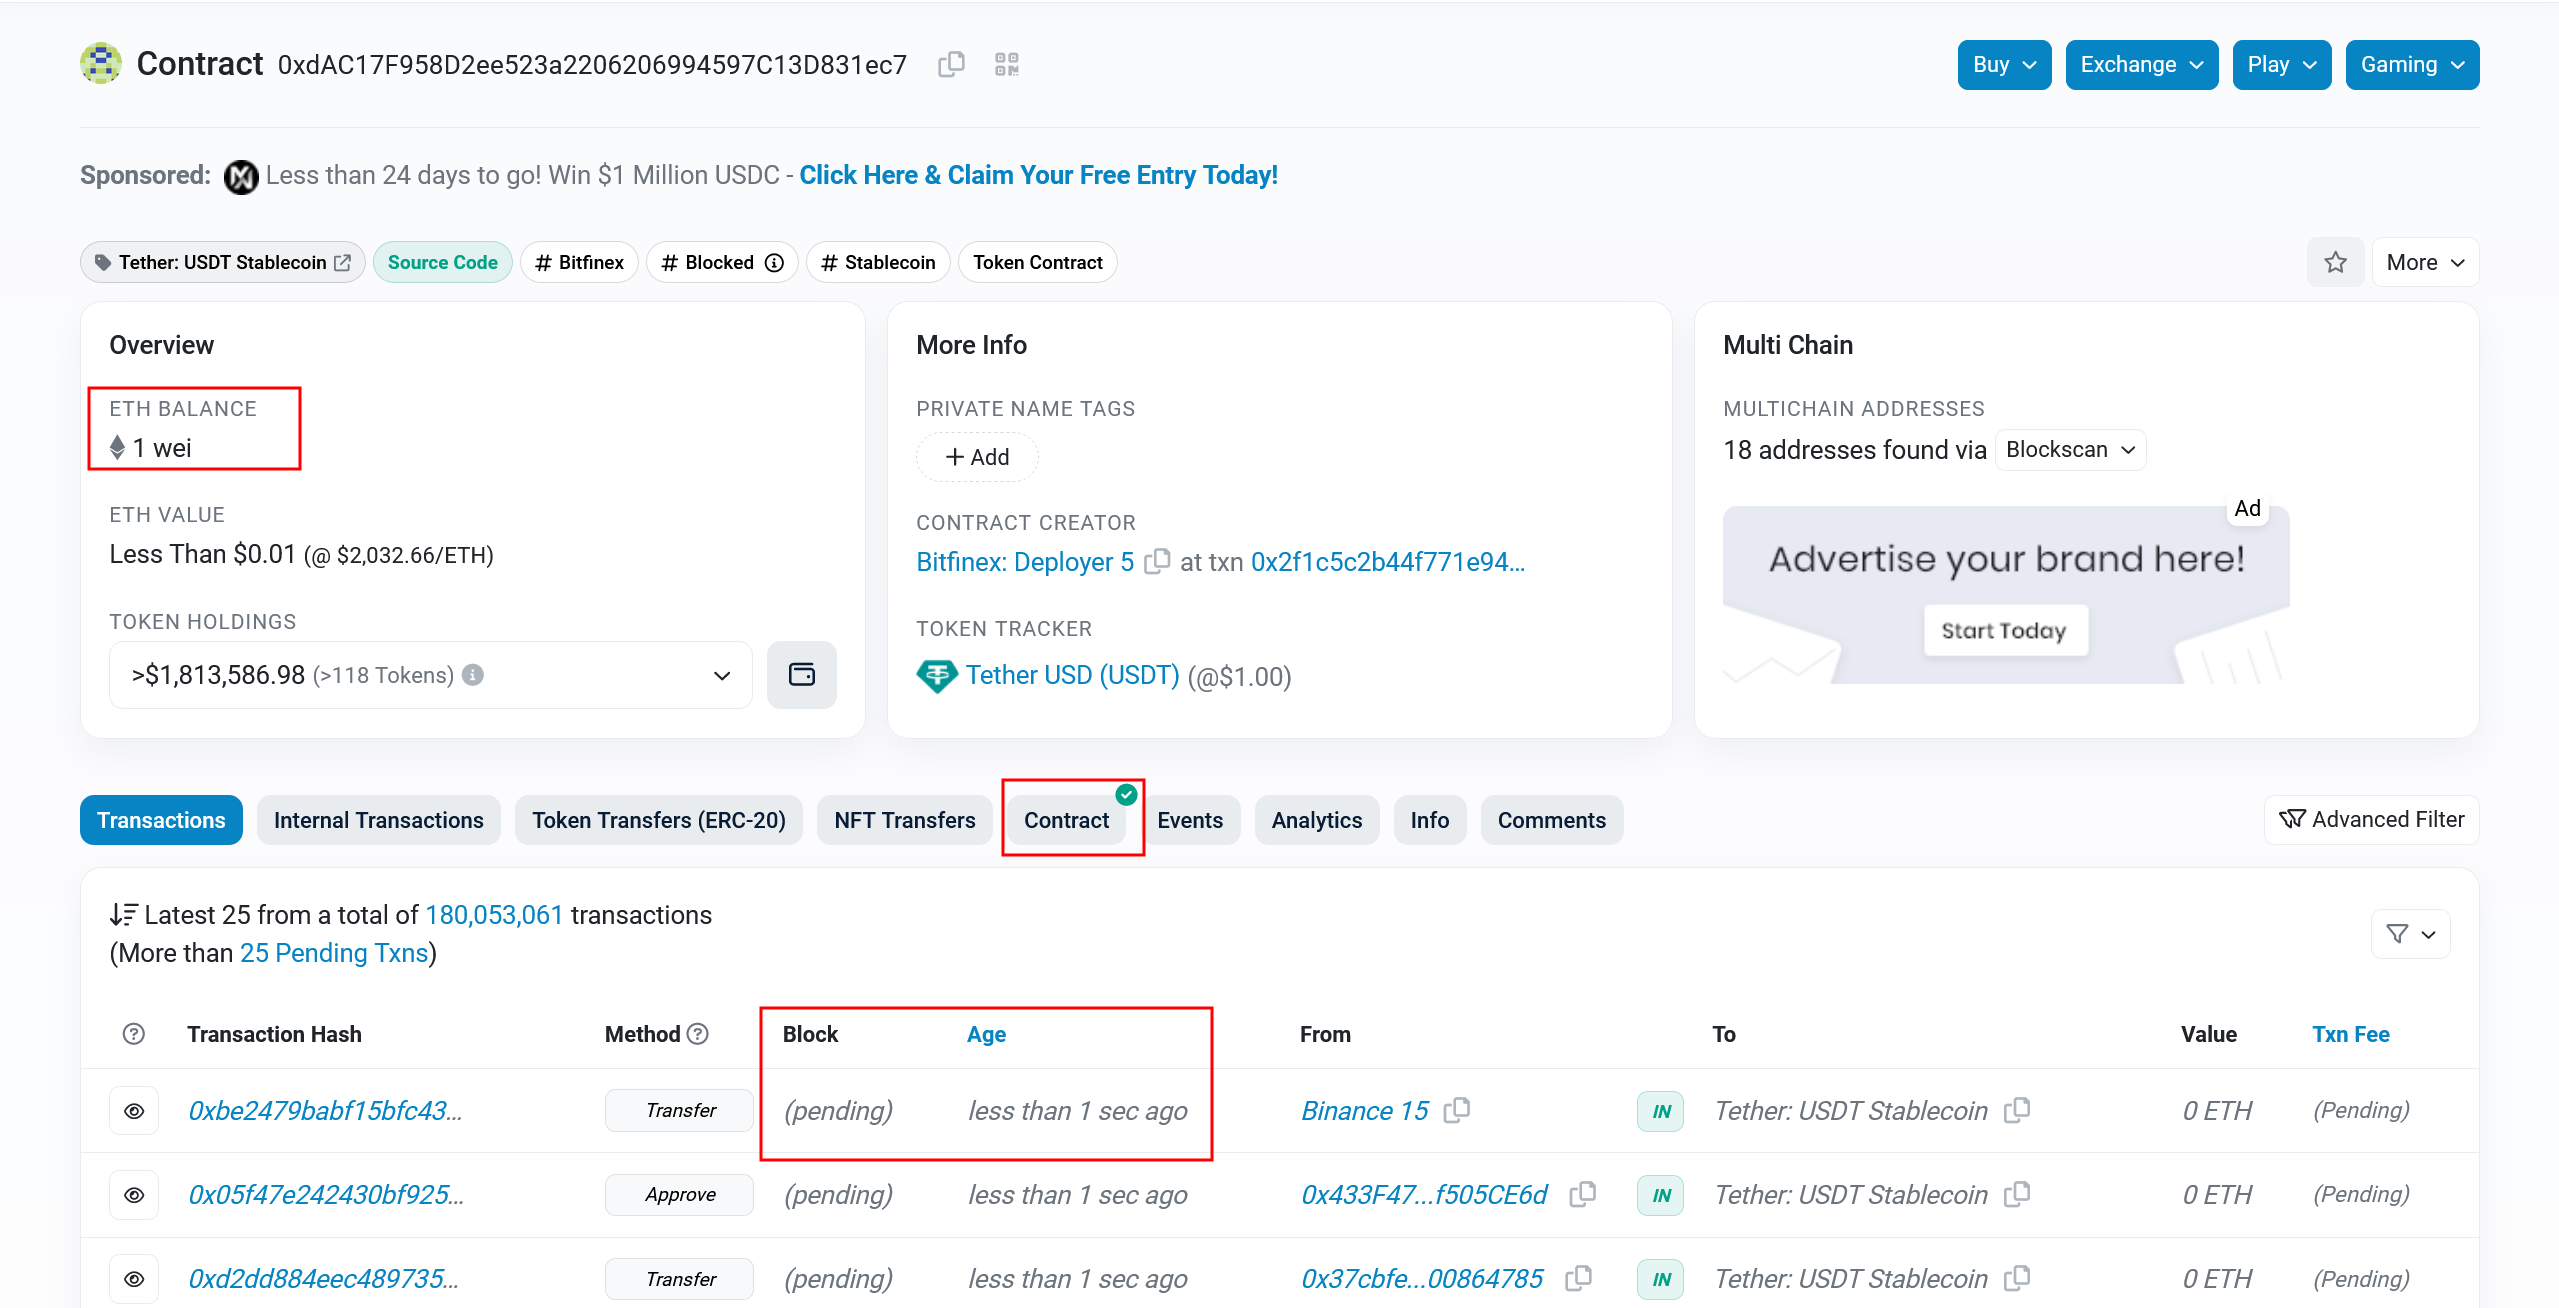 Contract 0xdAC17F958D2ee523a2206206994597C13D831ec7
Buy Exchange Play Gaming
Sponsored: Less than 24 days to go! Win $1 Million USDC - Click Here & Claim Your Free Entry Today!
Tether: USDT Stablecoin Source Code # Bitfinex # Blocked # Stablecoin Token Contract
More
Overview
ETH BALANCE
1 wei
ETH VALUE
Less Than $0.01 (@ $2,032.66/ETH)
TOKEN HOLDINGS
>$1,813,586.98 (>118 Tokens)
More Info
PRIVATE NAME TAGS
+ Add
CONTRACT CREATOR
Bitfinex: Deployer 5 at txn 0x2f1c5c2b44f771e94...
TOKEN TRACKER
Tether USD (USDT) (@$1.00)
Multi Chain
MULTICHAIN ADDRESSES
18 addresses found via Blockscan
Ad
Advertise your brand here!
Start Today
Transactions Internal Transactions Token Transfers (ERC-20) NFT Transfers Contract Events Analytics Info Comments
Advanced Filter
Latest 25 from a total of 180,053,061 transactions
(More than 25 Pending Txns)
Transaction Hash Method Block Age From To Value Txn Fee
0xbe2479babf15bfc43... Transfer (pending) less than 1 sec ago Binance 15 IN Tether: USDT Stablecoin 0 ETH (Pending)
0x05f47e242430bf925... Approve (pending) less than 1 sec ago 0x433F47...f505CE6d IN Tether: USDT Stablecoin 0 ETH (Pending)
0xd2dd884eec489735... Transfer (pending) less than 1 sec ago 0x37cbfe...00864785 IN Tether: USDT Stablecoin 0 ETH (Pending)